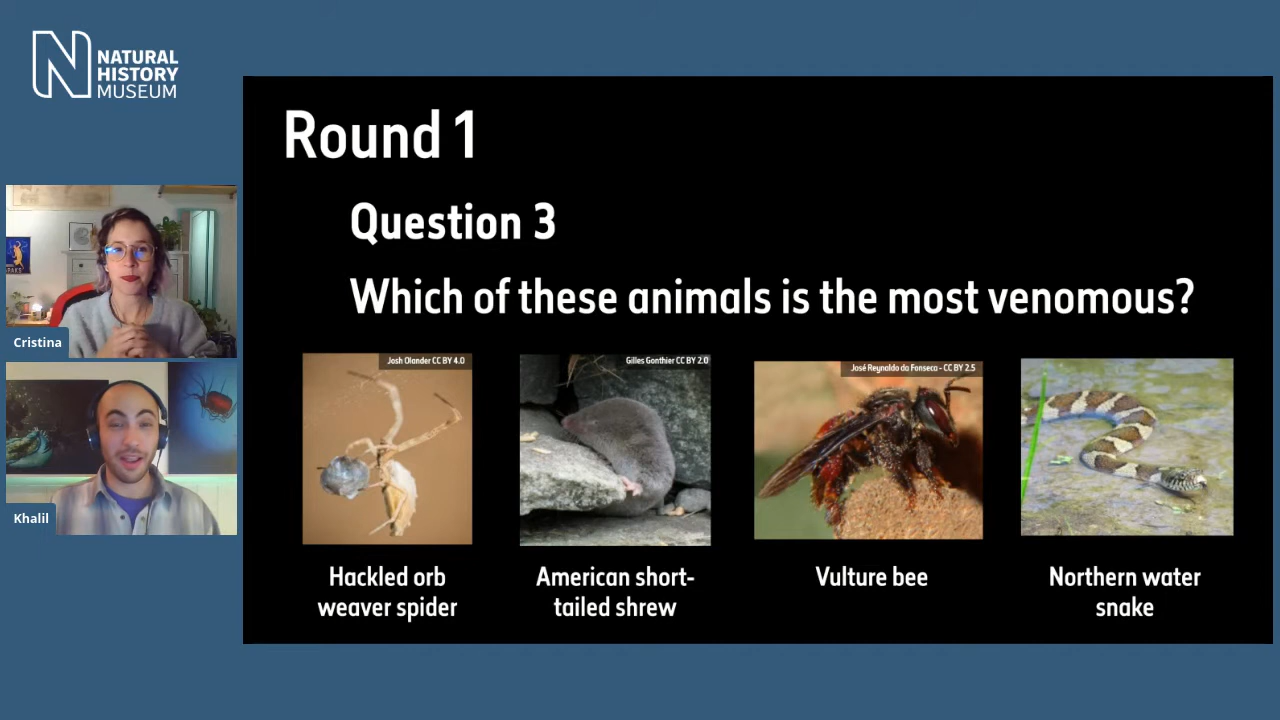 NATURAL
HISTORY
MUSEUM
Round 1
Question 3
Which of these animals is the most venomous?
Josh Olander CC BY 4.0
Gilles Gonthier CC BY 2.0
José Reynaldo da Fonseca - CC BY 2.5
Hackled orb
weaver spider
American short-
tailed shrew
Vulture bee
Northern water
snake
Cristina
Khalil